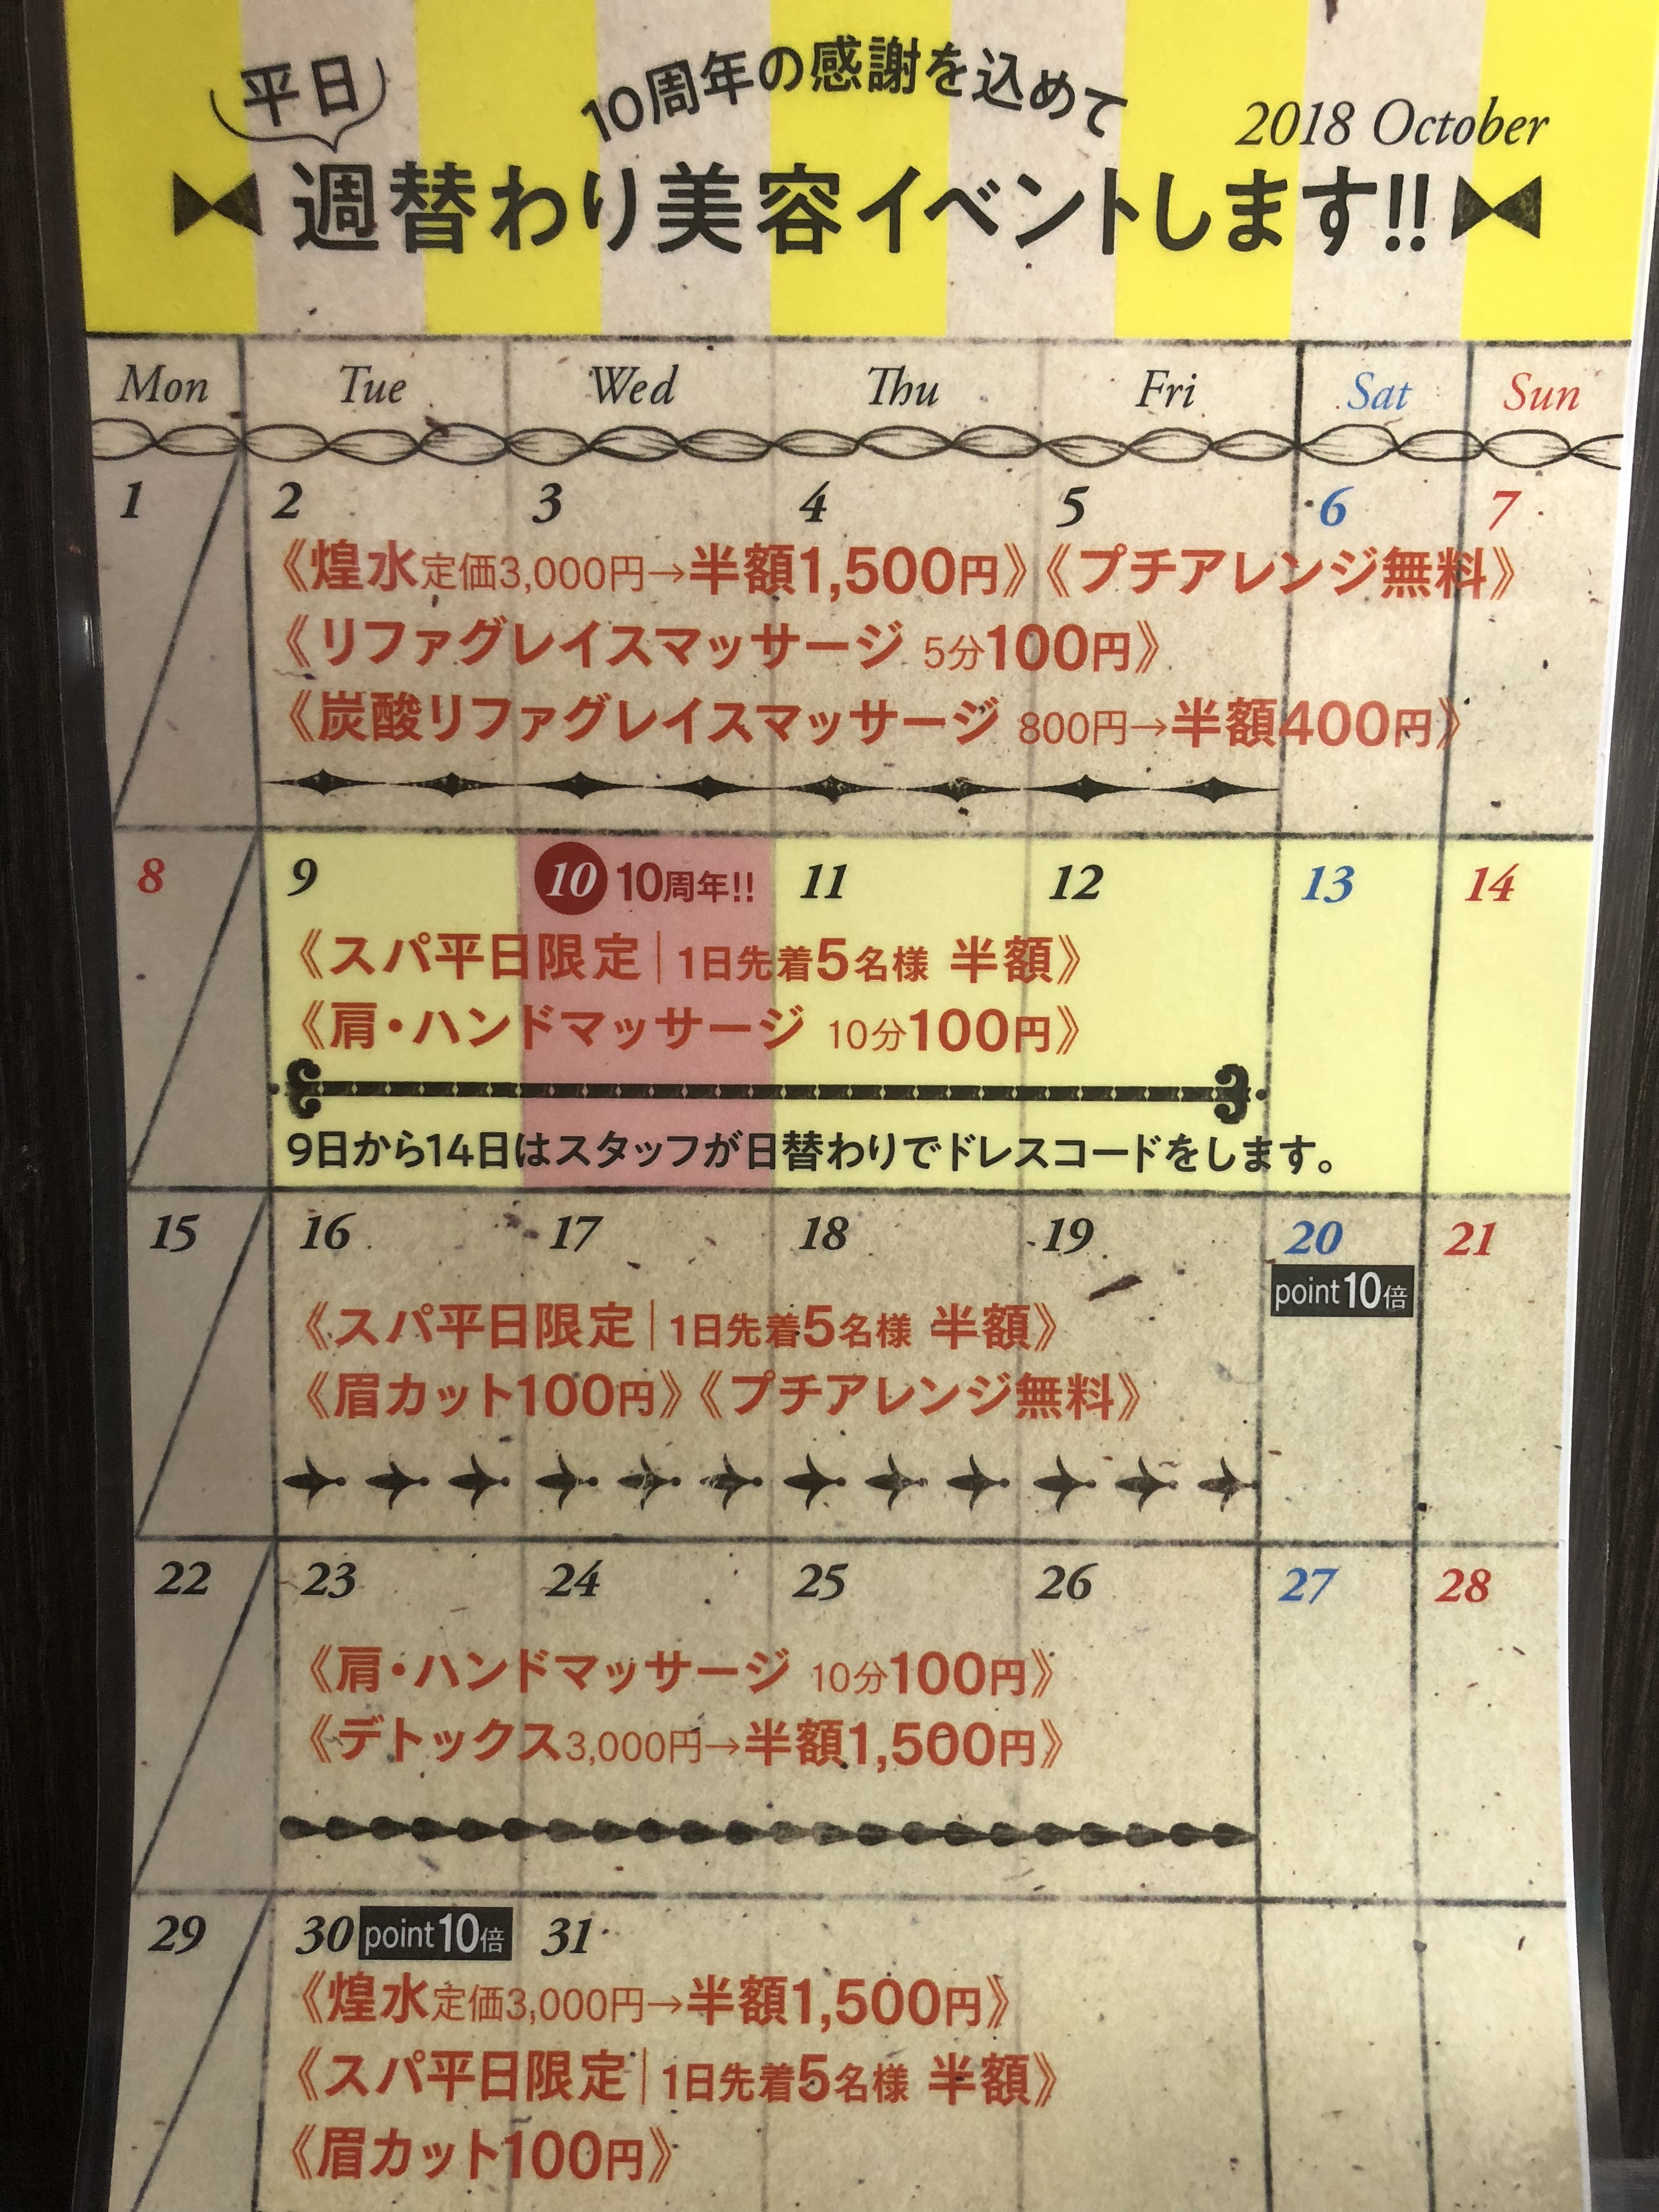 平日
10周年の感謝を込めて
2018 October
週替わり美容イベントします!!
Mon Tue Wed Thu Fri Sat Sun
1 2 3 4 5 6 7
《煌水定価3,000円→半額1,500円》《プチアレンジ無料》
《リファグレイスマッサージ 5分100円》
《炭酸リファグレイスマッサージ 800円→半額400円》
8 9 10 10周年!! 11 12 13 14
《スパ平日限定|1日先着5名様 半額》
《肩・ハンドマッサージ 10分100円》
9日から14日はスタッフが日替わりでドレスコードをします。
15 16 17 18 19 20 21
point10倍
《スパ平日限定|1日先着5名様 半額》
《眉カット100円》《プチアレンジ無料》
22 23 24 25 26 27 28
《肩・ハンドマッサージ 10分100円》
《デトックス3,000円→半額1,500円》
29 30 point10倍 31
《煌水定価3,000円→半額1,500円》
《スパ平日限定|1日先着5名様 半額》
《眉カット100円》